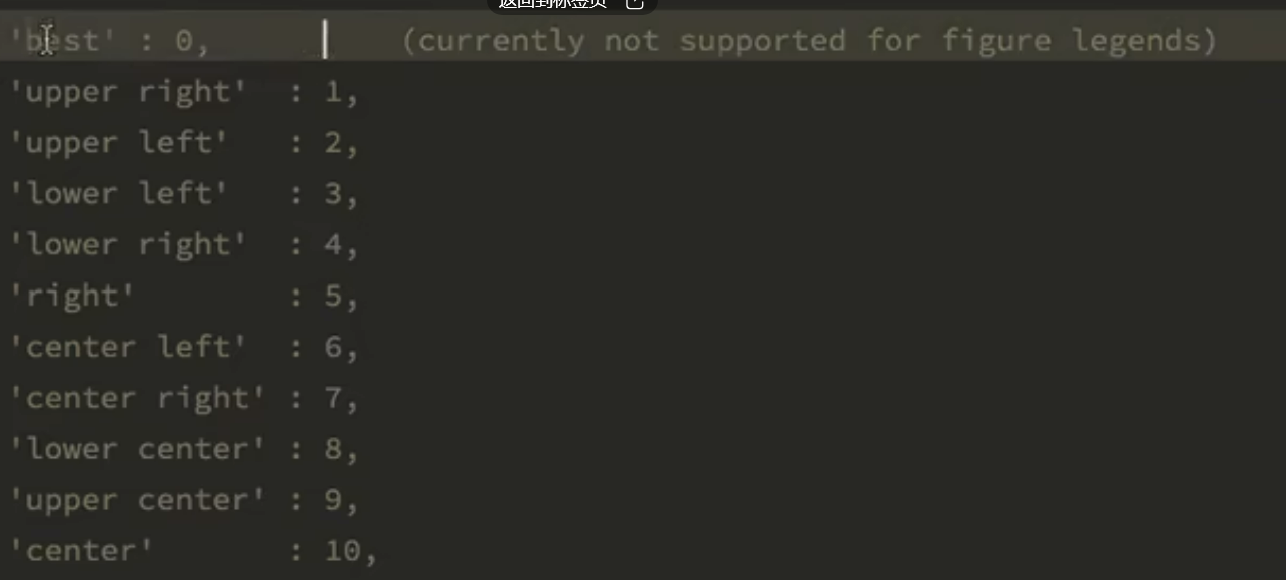 返回到标签页
'best' : 0, (currently not supported for figure legends)
'upper right' : 1,
'upper left' : 2,
'lower left' : 3,
'lower right' : 4,
'right' : 5,
'center left' : 6,
'center right' : 7,
'lower center' : 8,
'upper center' : 9,
'center' : 10,